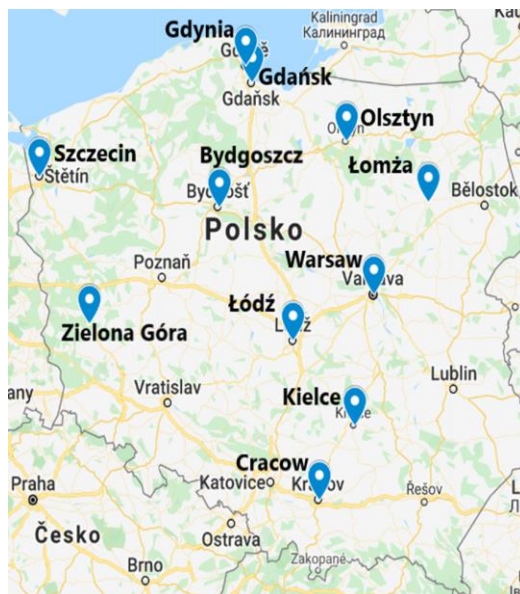 Kaliningrad
Калининград
Gdynia
Gdańsk
Gdaňsk
Olsztyn
Szczecin
Štětín
Bydgoszcz
Łomża
Bělostok
Polsko
Poznaň
Warsaw
Łódź
Zielona Góra
Lublin
Vratislav
Kielce
Cracow
Katovice
Řešov
Praha
Česko
Ostrava
Zakopané
Brno